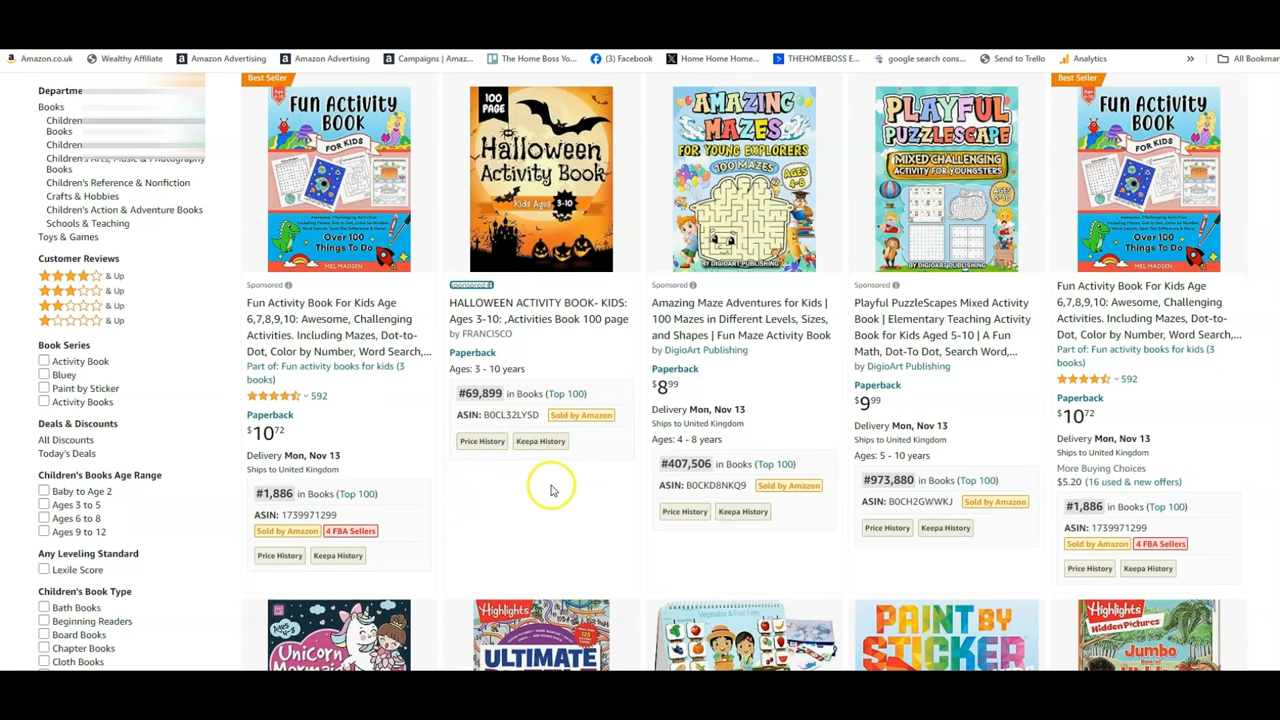 Amazon.co.uk
Wealthy Affiliate
Amazon Advertising
Amazon Advertising
Campaigns | Amaz...
The Home Boss Yo...
(3) Facebook
Home Home Home...
THEHOMEBOSS E...
google search cons...
Send to Trello
Analytics
»
All Bookmar
Departme
Books
Children
Books
Children
Children's Arts, Music & Photography
Books
Children's Reference & Nonfiction
Crafts & Hobbies
Children's Action & Adventure Books
Schools & Teaching
Toys & Games
Customer Reviews
& Up
& Up
& Up
& Up
Book Series
Activity Book
Bluey
Paint by Sticker
Activity Books
Deals & Discounts
All Discounts
Today's Deals
Children's Books Age Range
Baby to Age 2
Ages 3 to 5
Ages 6 to 8
Ages 9 to 12
Any Leveling Standard
Lexile Score
Children's Book Type
Bath Books
Beginning Readers
Board Books
Chapter Books
Cloth Books
Best Seller
FUN ACTIVITY
BOOK
FOR KIDS
Over 100
Things To Do
MEL MADSEN
Sponsored
Fun Activity Book For Kids Age
6,7,8,9,10: Awesome, Challenging
Activities. Including Mazes, Dot-to-
Dot, Color by Number, Word Search,...
Part of: Fun activity books for kids (3
books)
592
Paperback
$10 72
Delivery Mon, Nov 13
Ships to United Kingdom
#1,886 in Books (Top 100)
ASIN: 1739971299
Sold by Amazon
4 FBA Sellers
Price History
Keepa History
100
PAGE
Halloween
Activity Book
Kids Ages 3-10
Sponsored
HALLOWEEN ACTIVITY BOOK- KIDS:
Ages 3-10: ,Activities Book 100 page
by FRANCISCO
Paperback
Ages: 3 - 10 years
#69,899 in Books (Top 100)
ASIN: B0CL32LYSD
Sold by Amazon
Price History
Keepa History
AMAZING
MAZES
FOR YOUNG EXPLORERS
100 MAZES
AGES
4-8
BY DIGIOART PUBLISHING
Sponsored
Amazing Maze Adventures for Kids |
100 Mazes in Different Levels, Sizes,
and Shapes | Fun Maze Activity Book
by DigioArt Publishing
Paperback
$8 99
Delivery Mon, Nov 13
Ships to United Kingdom
Ages: 4 - 8 years
#407,506 in Books (Top 100)
ASIN: B0CKD8NKQ9
Sold by Amazon
Price History
Keepa History
PLAYFUL
PUZZLESCAPE
MIXED CHALLENGING
ACTIVITY FOR YOUNGSTERS
AGES
5-10
BY DIGIOART PUBLISHING
Sponsored
Playful PuzzleScapes Mixed Activity
Book | Elementary Teaching Activity
Book for Kids Aged 5-10 | A Fun
Math, Dot-To Dot, Search Word,...
by DigioArt Publishing
Paperback
$9 99
Delivery Mon, Nov 13
Ships to United Kingdom
Ages: 5 - 10 years
#973,880 in Books (Top 100)
ASIN: B0CH2GWWKJ
Sold by Amazon
Price History
Keepa History
Best Seller
FUN ACTIVITY
BOOK
FOR KIDS
Over 100
Things To Do
MEL MADSEN
Fun Activity Book For Kids Age
6,7,8,9,10: Awesome, Challenging
Activities. Including Mazes, Dot-to-
Dot, Color by Number, Word Search,...
Part of: Fun activity books for kids (3
books)
592
Paperback
$10 72
Delivery Mon, Nov 13
Ships to United Kingdom
More Buying Choices
$5.20 (16 used & new offers)
#1,886 in Books (Top 100)
ASIN: 1739971299
Sold by Amazon
4 FBA Sellers
Price History
Keepa History
Unicorn
Mermaid
Highlights
ULTIMATE
Vegetable & Fruit Farm
PAINT BY
STICKER
Highlights
Hidden Pictures
Jumbo